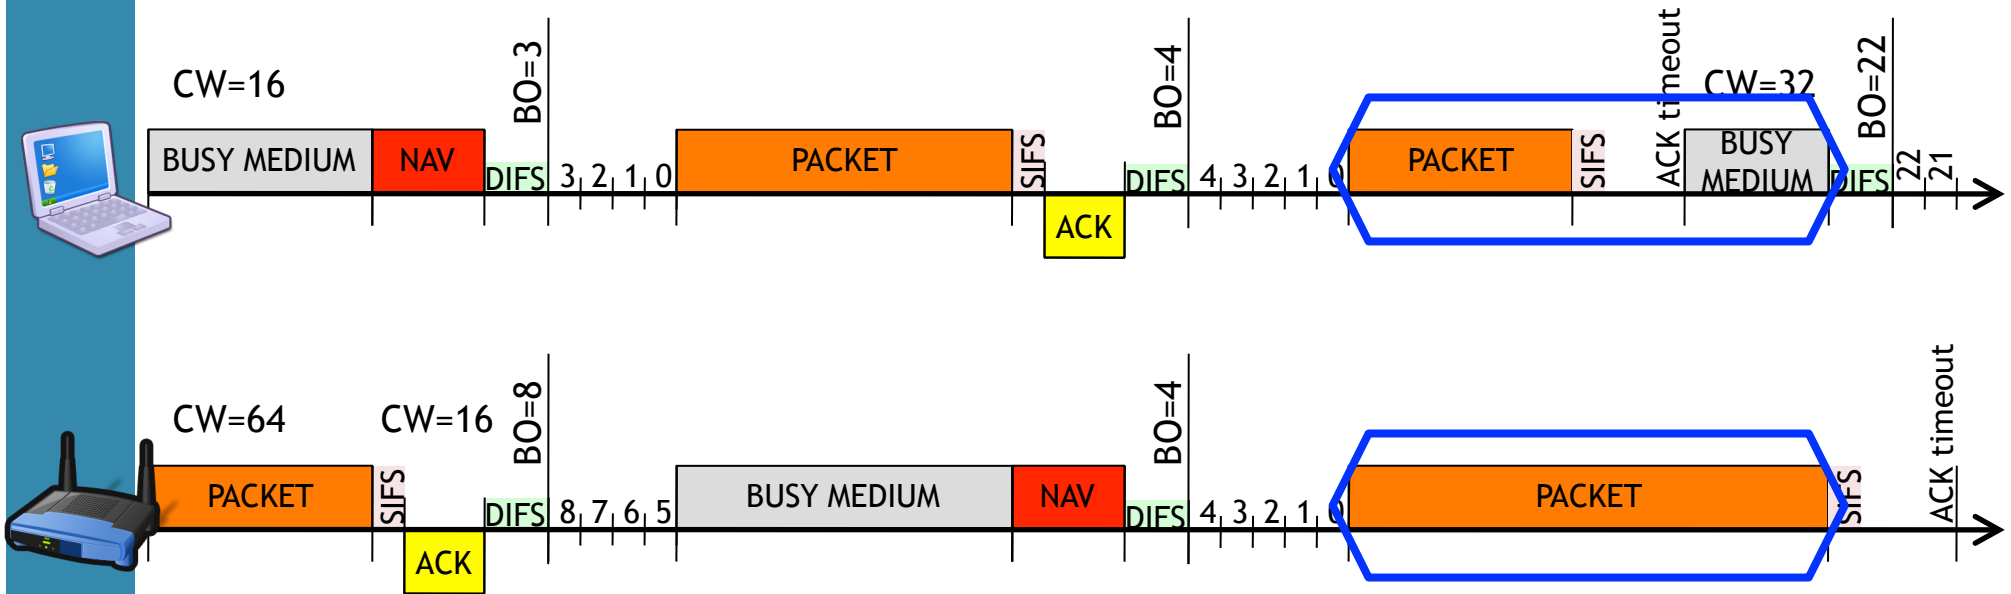 CW=16
BUSY MEDIUM
NAV
DIFS
BO=3
3 2 1 0
PACKET
SIFS
ACK
DIFS
BO=4
4 3 2 1 0
PACKET
SIFS
ACK timeout
CW=32
BUSY
MEDIUM
DIFS
BO=22
22
21
CW=64
PACKET
SIFS
ACK
CW=16
DIFS
BO=8
8 7 6 5
BUSY MEDIUM
NAV
DIFS
BO=4
4 3 2 1 0
PACKET
SIFS
ACK timeout